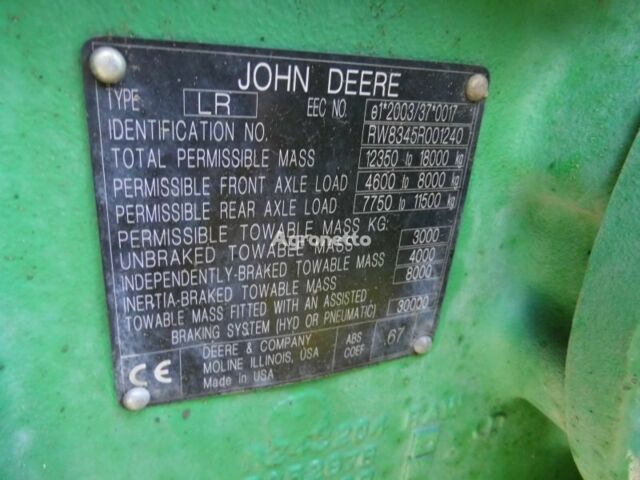 JOHN DEERE
TYPE LR EEC NO. e1*2003/37*0017
IDENTIFICATION NO. RW8345R001240
TOTAL PERMISSIBLE MASS 12350 to 18000 kg
PERMISSIBLE FRONT AXLE LOAD 4600 to 8000 kg
PERMISSIBLE REAR AXLE LOAD 7750 to 11500 kg
PERMISSIBLE TOWABLE MASS KG:
UNBRAKED TOWABLE MASS 3000
INDEPENDENTLY-BRAKED TOWABLE MASS 4000
INERTIA-BRAKED TOWABLE MASS 8000
TOWABLE MASS FITTED WITH AN ASSISTED
BRAKING SYSTEM (HYD OR PNEUMATIC) 30000
CE
DEERE & COMPANY
MOLINE ILLINOIS, USA
Made in USA
ABS
COEF 67
Agronetto